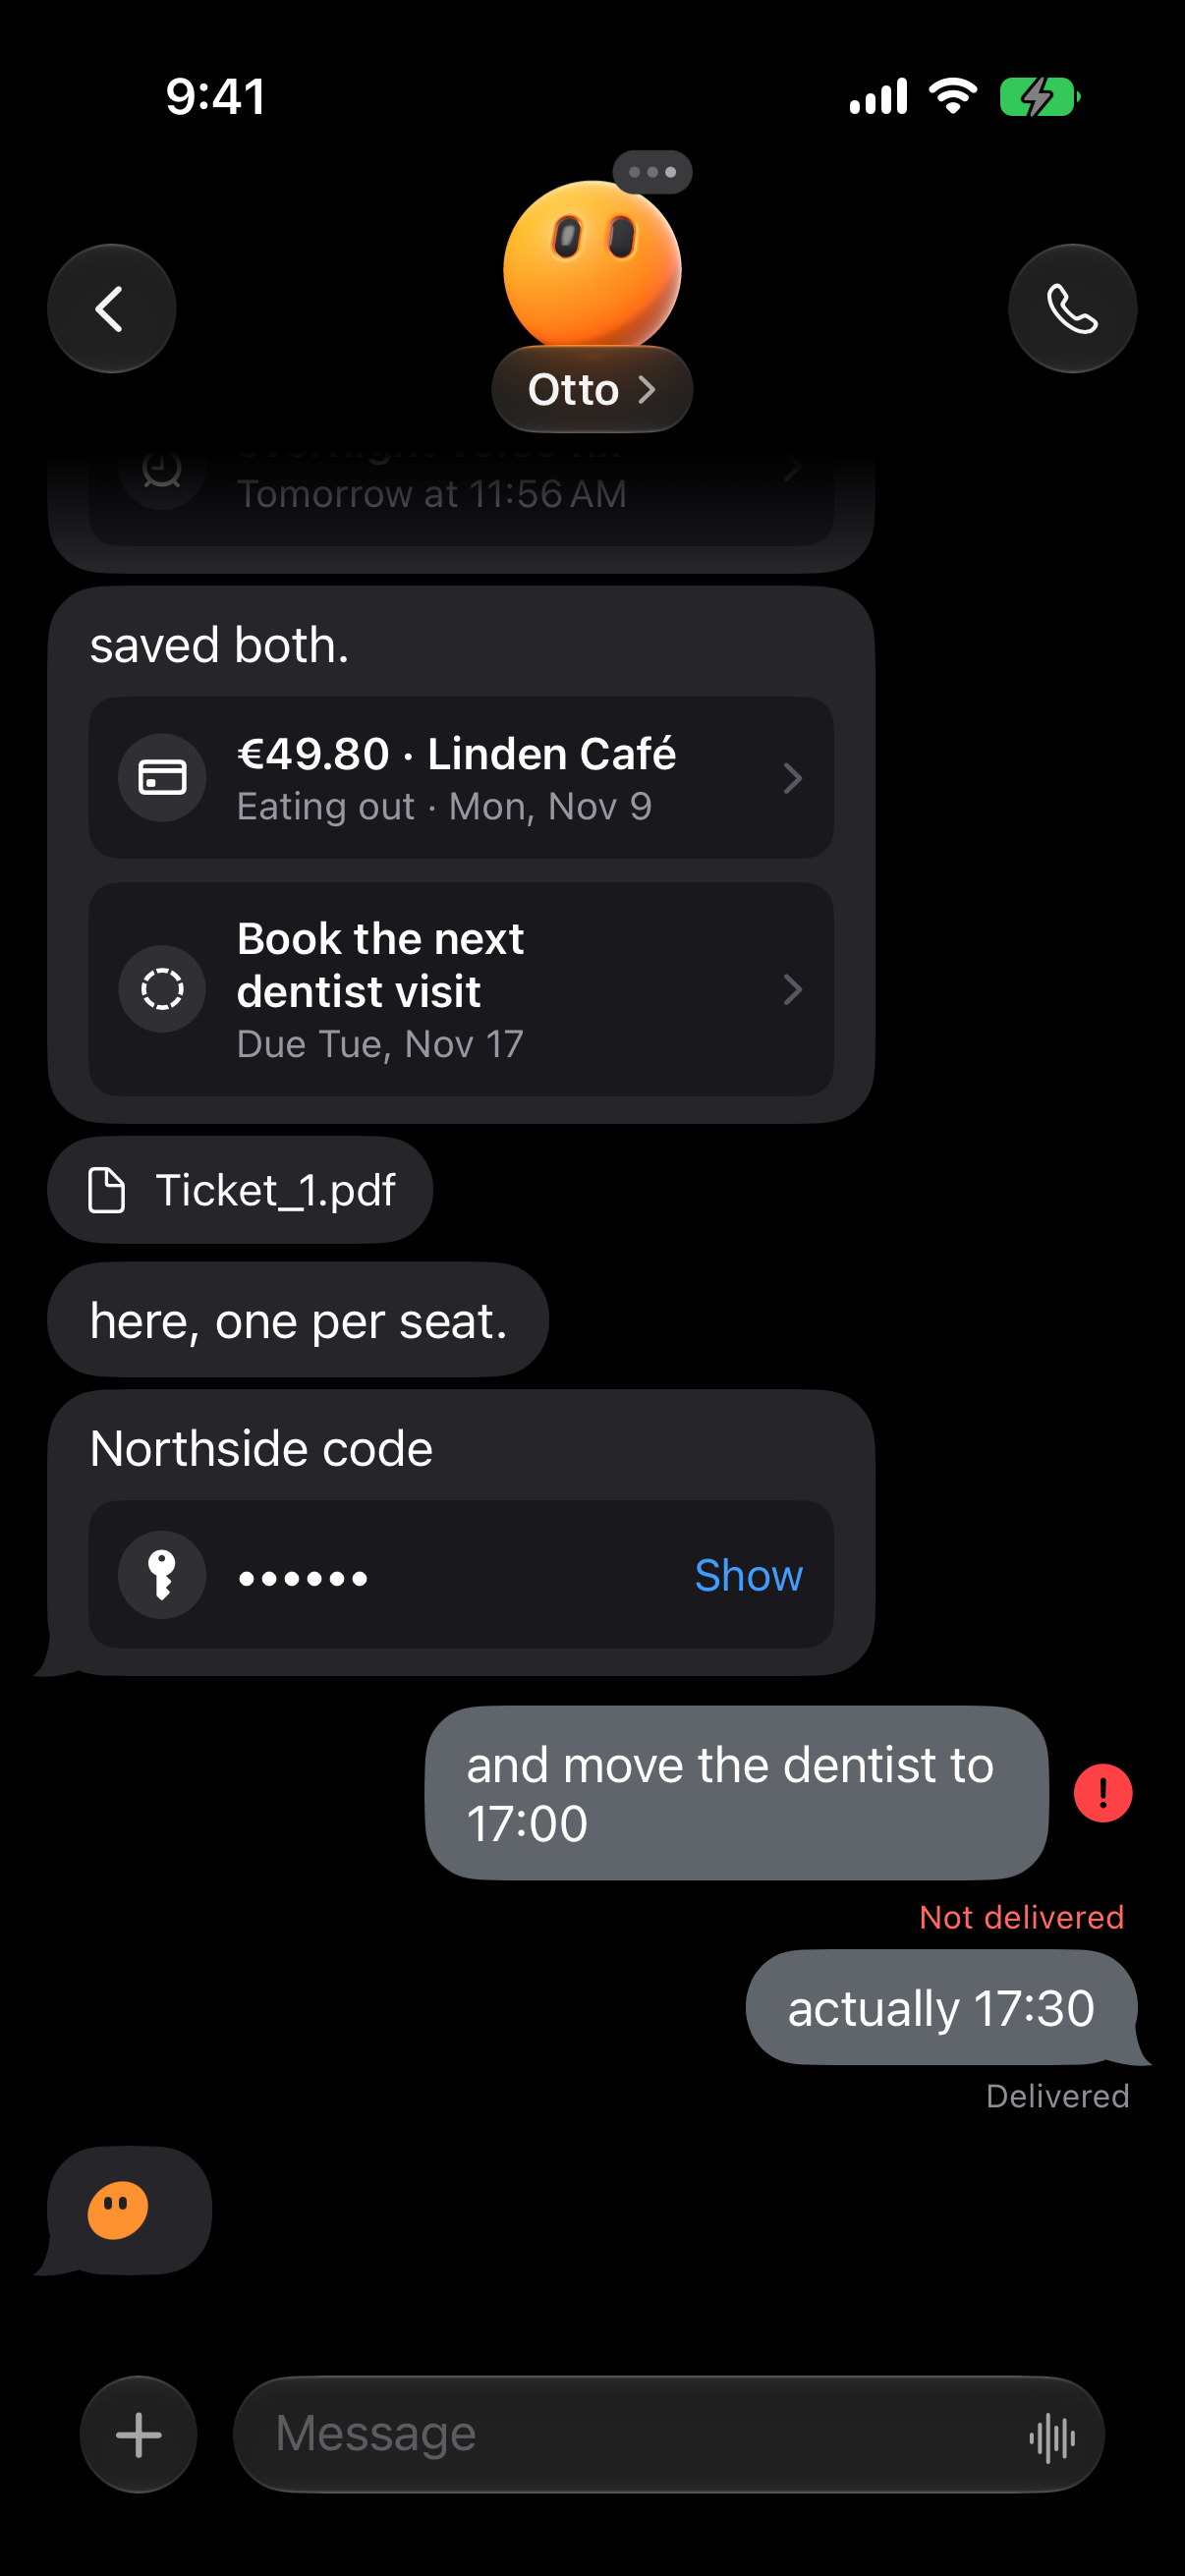 9:41
Otto
Tomorrow at 11:56 AM
saved both.
€49.80 · Linden Café
Eating out · Mon, Nov 9
Book the next
dentist visit
Due Tue, Nov 17
Ticket_1.pdf
here, one per seat.
Northside code
••••••
Show
and move the dentist to
17:00
Not delivered
actually 17:30
Delivered
Message